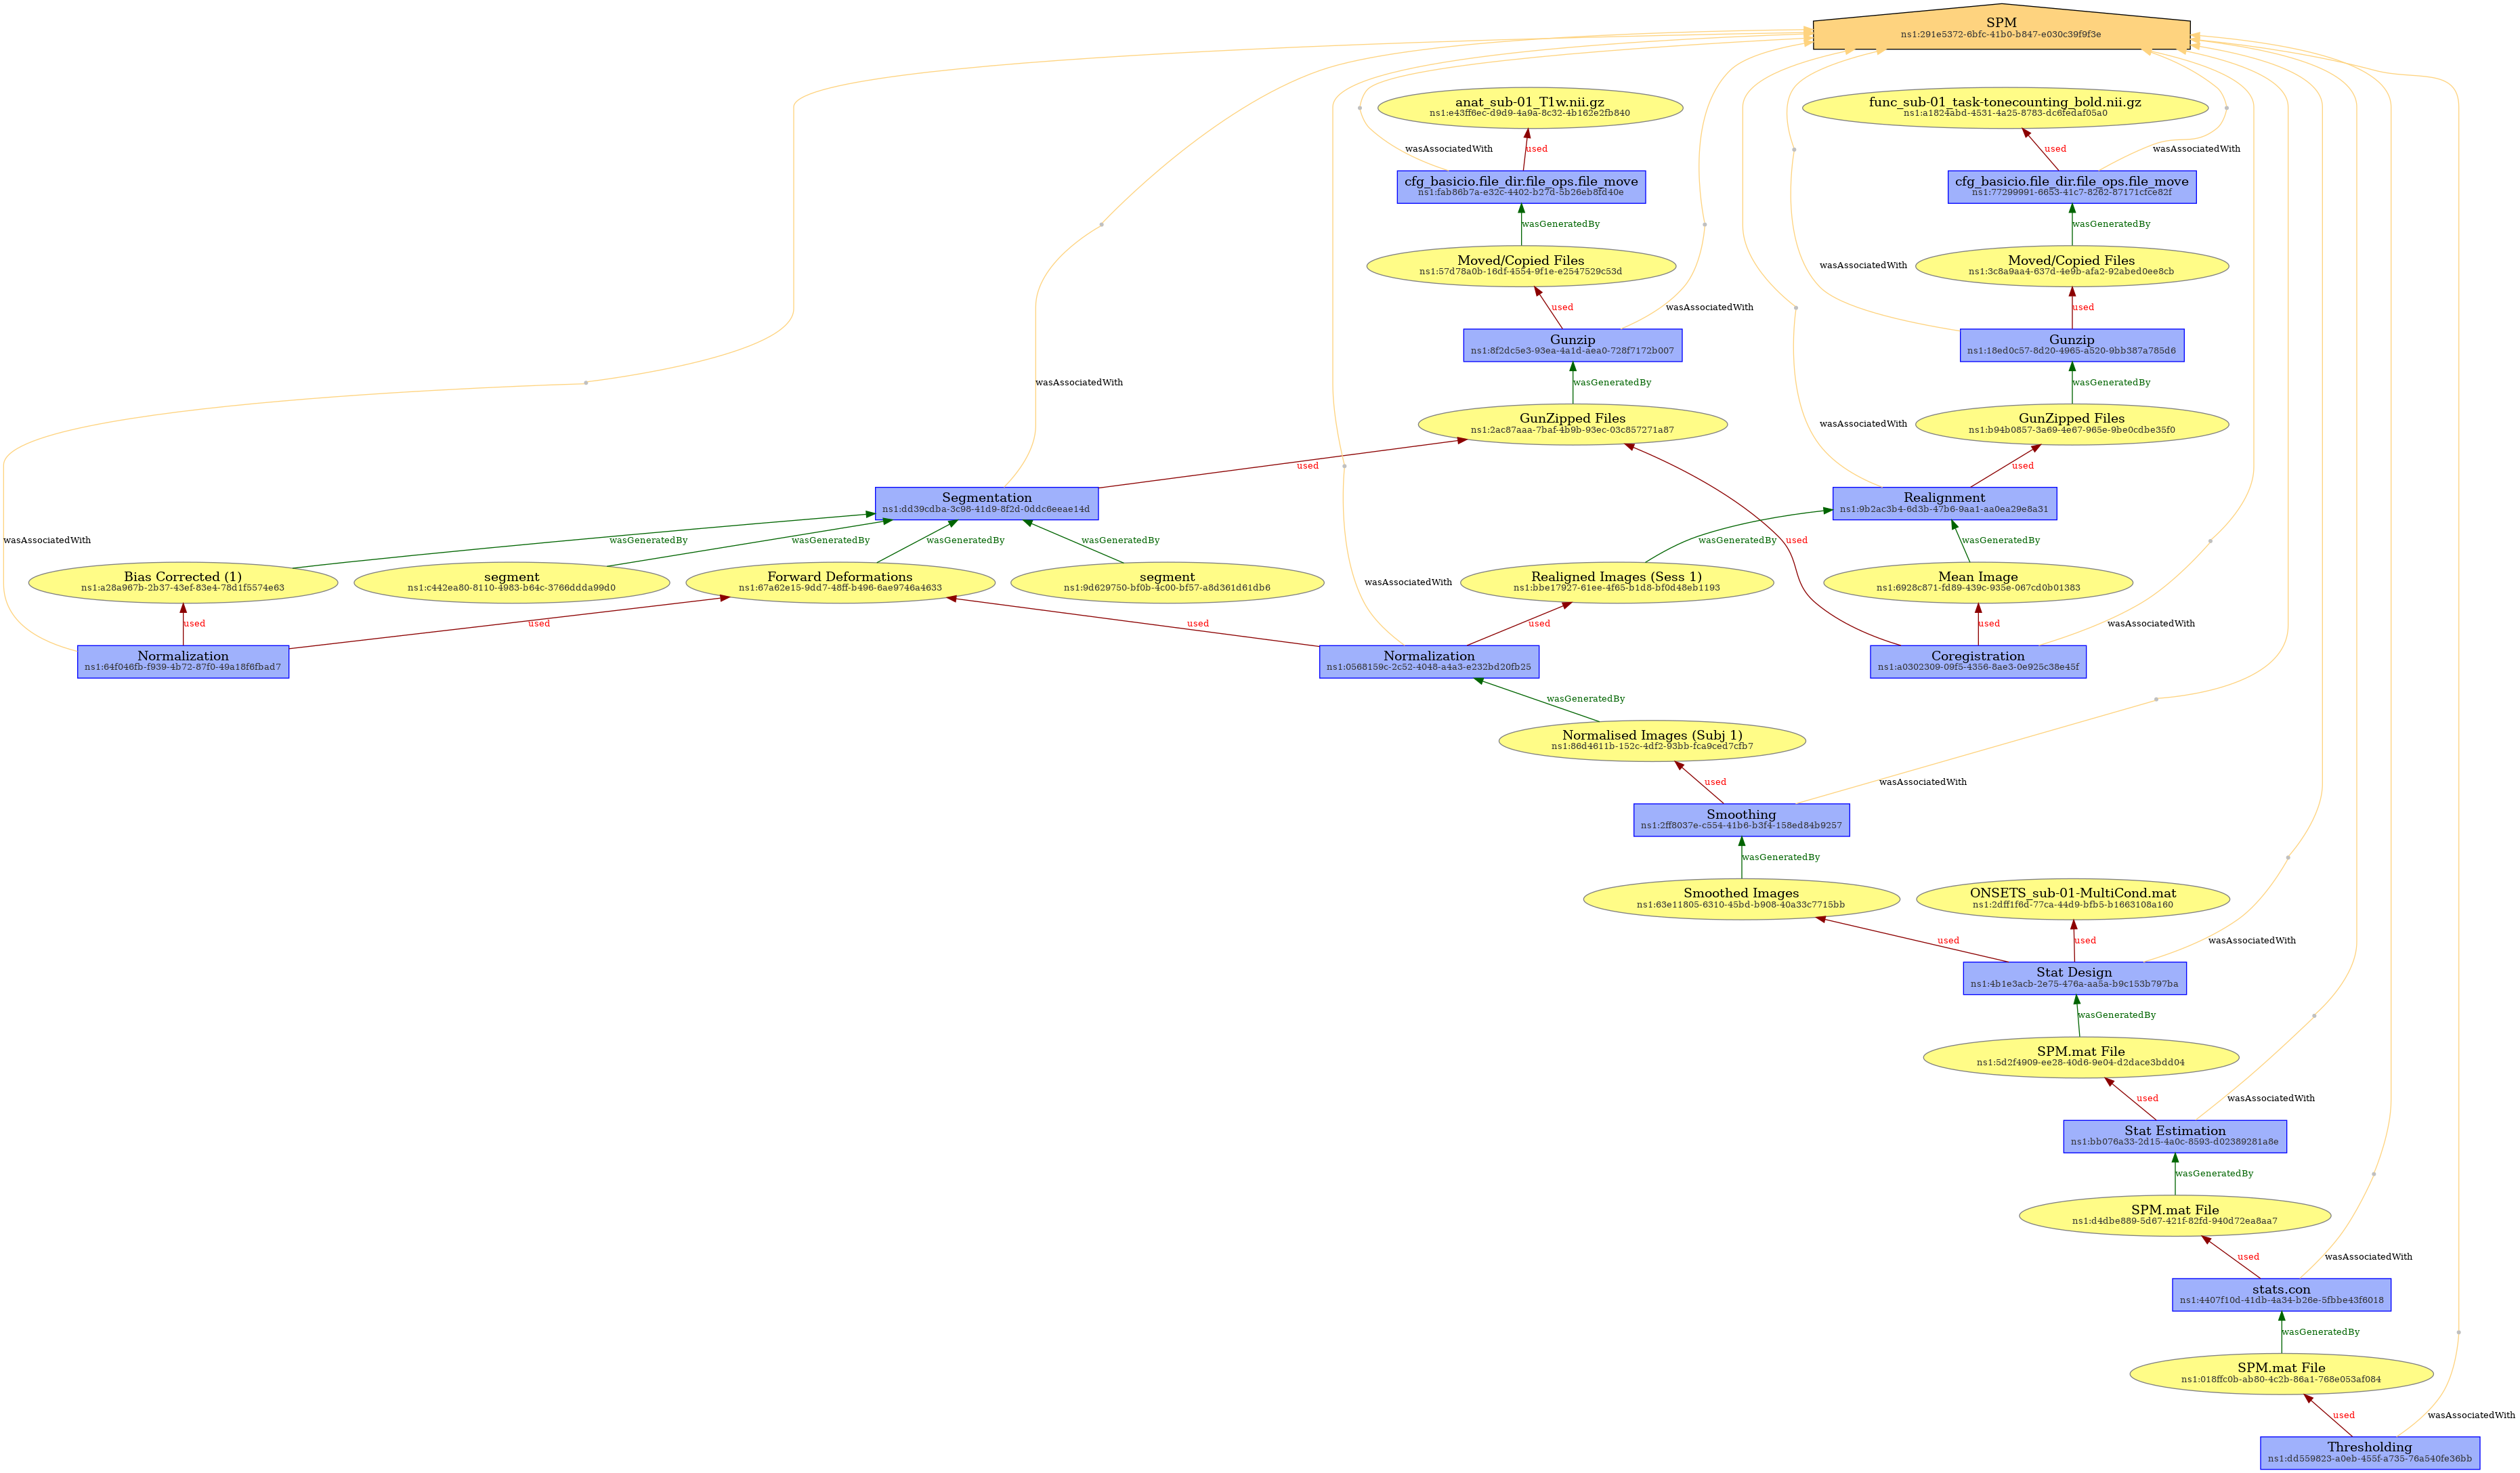 SPM
ns1:291e5372-6bfc-41b0-b847-e030c39f9f3e
anat_sub-01_T1w.nii.gz
ns1:e43ff6ec-d9d9-4a9a-8c32-4b162e2fb840
func_sub-01_task-tonecounting_bold.nii.gz
ns1:a1824abd-4531-4a25-8783-dc6fedaf05a0
wasAssociatedWith
used
used
wasAssociatedWith
cfg_basicio.file_dir.file_ops.file_move
ns1:fab86b7a-e32c-4402-b27d-5b26eb8fd40e
cfg_basicio.file_dir.file_ops.file_move
ns1:77299991-6653-41c7-8262-87171cfce82f
wasGeneratedBy
wasGeneratedBy
Moved/Copied Files
ns1:57d78a0b-16df-4554-9f1e-e2547529c53d
wasAssociatedWith
Moved/Copied Files
ns1:3c8a9aa4-637d-4e9b-afa2-92abed0ee8cb
used
wasAssociatedWith
used
Gunzip
ns1:8f2dc5e3-93ea-4a1d-aea0-728f7172b007
Gunzip
ns1:18ed0c57-8d20-4965-a520-9bb387a785d6
wasAssociatedWith
wasGeneratedBy
wasGeneratedBy
GunZipped Files
ns1:2ac87aaa-7baf-4b9b-93ec-03c857271a87
wasAssociatedWith
GunZipped Files
ns1:b94b0857-3a69-4e67-965e-9be0cdbe35f0
used
used
Segmentation
ns1:dd39cdba-3c98-41d9-8f2d-0ddc6eeae14d
Realignment
ns1:9b2ac3b4-6d3b-47b6-9aa1-aa0ea29e8a31
wasAssociatedWith
wasGeneratedBy
wasGeneratedBy
wasGeneratedBy
wasGeneratedBy
wasGeneratedBy
used
wasGeneratedBy
Bias Corrected (1)
ns1:a28a967b-2b37-43ef-83e4-78d1f5574e63
segment
ns1:c442ea80-8110-4983-b64c-3766ddda99d0
Forward Deformations
ns1:67a62e15-9dd7-48ff-b496-6ae9746a4633
segment
ns1:9d629750-bf0b-4c00-bf57-a8d361d61db6
wasAssociatedWith
Realigned Images (Sess 1)
ns1:bbe17927-61ee-4f65-b1d8-bf0d48eb1193
Mean Image
ns1:6928c871-fd89-439c-935e-067cd0b01383
used
used
used
used
used
wasAssociatedWith
Normalization
ns1:64f046fb-f939-4b72-87f0-49a18f6fbad7
Normalization
ns1:0568159c-2c52-4048-a4a3-e232bd20fb25
Coregistration
ns1:a0302309-09f5-4356-8ae3-0e925c38e45f
wasGeneratedBy
Normalised Images (Subj 1)
ns1:86d4611b-152c-4df2-93bb-fca9ced7cfb7
used
wasAssociatedWith
Smoothing
ns1:2ff8037e-c554-41b6-b3f4-158ed84b9257
wasGeneratedBy
Smoothed Images
ns1:63e11805-6310-45bd-b908-40a33c7715bb
ONSETS_sub-01-MultiCond.mat
ns1:2dff1f6d-77ca-44d9-bfb5-b1663108a160
used
used
wasAssociatedWith
Stat Design
ns1:4b1e3acb-2e75-476a-aa5a-b9c153b797ba
wasGeneratedBy
SPM.mat File
ns1:5d2f4909-ee28-40d6-9e04-d2dace3bdd04
used
wasAssociatedWith
Stat Estimation
ns1:bb076a33-2d15-4a0c-8593-d02389281a8e
wasGeneratedBy
SPM.mat File
ns1:d4dbe889-5d67-421f-82fd-940d72ea8aa7
used
wasAssociatedWith
stats.con
ns1:4407f10d-41db-4a34-b26e-5fbbe43f6018
wasGeneratedBy
SPM.mat File
ns1:018ffc0b-ab80-4c2b-86a1-768e053af084
used
wasAssociatedWith
Thresholding
ns1:dd559823-a0eb-455f-a735-76a540fe36bb